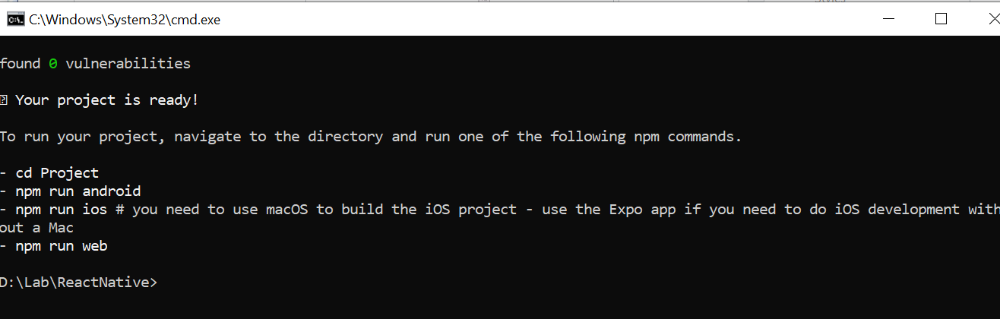 C:\Windows\System32\cmd.exe
found 0 vulnerabilities
Your project is ready!
To run your project, navigate to the directory and run one of the following npm commands.
- cd Project
- npm run android
- npm run ios # you need to use macOS to build the iOS project - use the Expo app if you need to do iOS development with
out a Mac
- npm run web
D:\Lab\ReactNative>